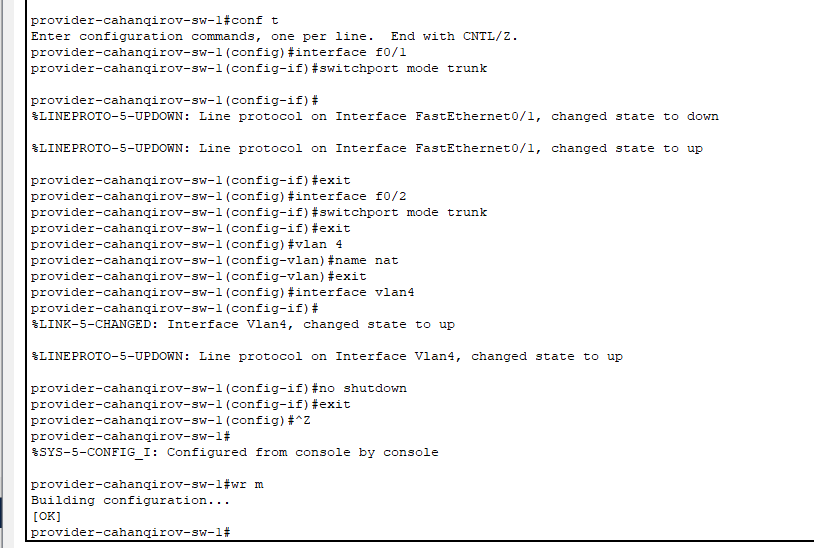 provider-cahanqirov-sw-1#conf t
Enter configuration commands, one per line.  End with CNTL/Z.
provider-cahanqirov-sw-1(config)#interface f0/1
provider-cahanqirov-sw-1(config-if)#switchport mode trunk
provider-cahanqirov-sw-1(config-if)#
%LINEPROTO-5-UPDOWN: Line protocol on Interface FastEthernet0/1, changed state to down
%LINEPROTO-5-UPDOWN: Line protocol on Interface FastEthernet0/1, changed state to up
provider-cahanqirov-sw-1(config-if)#exit
provider-cahanqirov-sw-1(config)#interface f0/2
provider-cahanqirov-sw-1(config-if)#switchport mode trunk
provider-cahanqirov-sw-1(config-if)#exit
provider-cahanqirov-sw-1(config)#vlan 4
provider-cahanqirov-sw-1(config-vlan)#name nat
provider-cahanqirov-sw-1(config-vlan)#exit
provider-cahanqirov-sw-1(config)#interface vlan4
provider-cahanqirov-sw-1(config-if)#
%LINK-5-CHANGED: Interface Vlan4, changed state to up
%LINEPROTO-5-UPDOWN: Line protocol on Interface Vlan4, changed state to up
provider-cahanqirov-sw-1(config-if)#no shutdown
provider-cahanqirov-sw-1(config-if)#exit
provider-cahanqirov-sw-1(config)#^Z
provider-cahanqirov-sw-1#
%SYS-5-CONFIG_I: Configured from console by console
provider-cahanqirov-sw-1#wr m
Building configuration...
[OK]
provider-cahanqirov-sw-1#